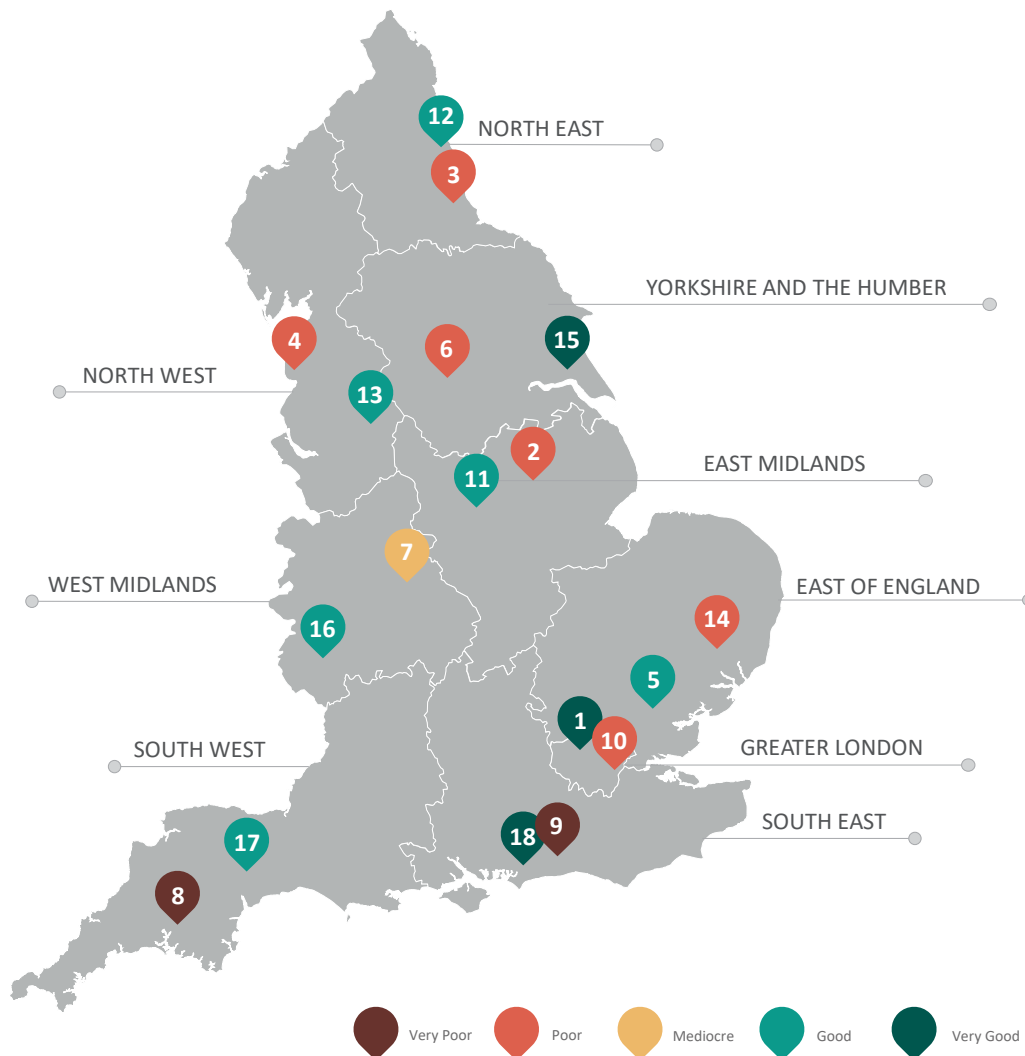 12
NORTH EAST
3
YORKSHIRE AND THE HUMBER
4
6
15
NORTH WEST
13
2
EAST MIDLANDS
11
7
WEST MIDLANDS
EAST OF ENGLAND
14
16
5
1
10
SOUTH WEST
GREATER LONDON
9
18
SOUTH EAST
17
8
Very Poor
Poor
Mediocre
Good
Very Good